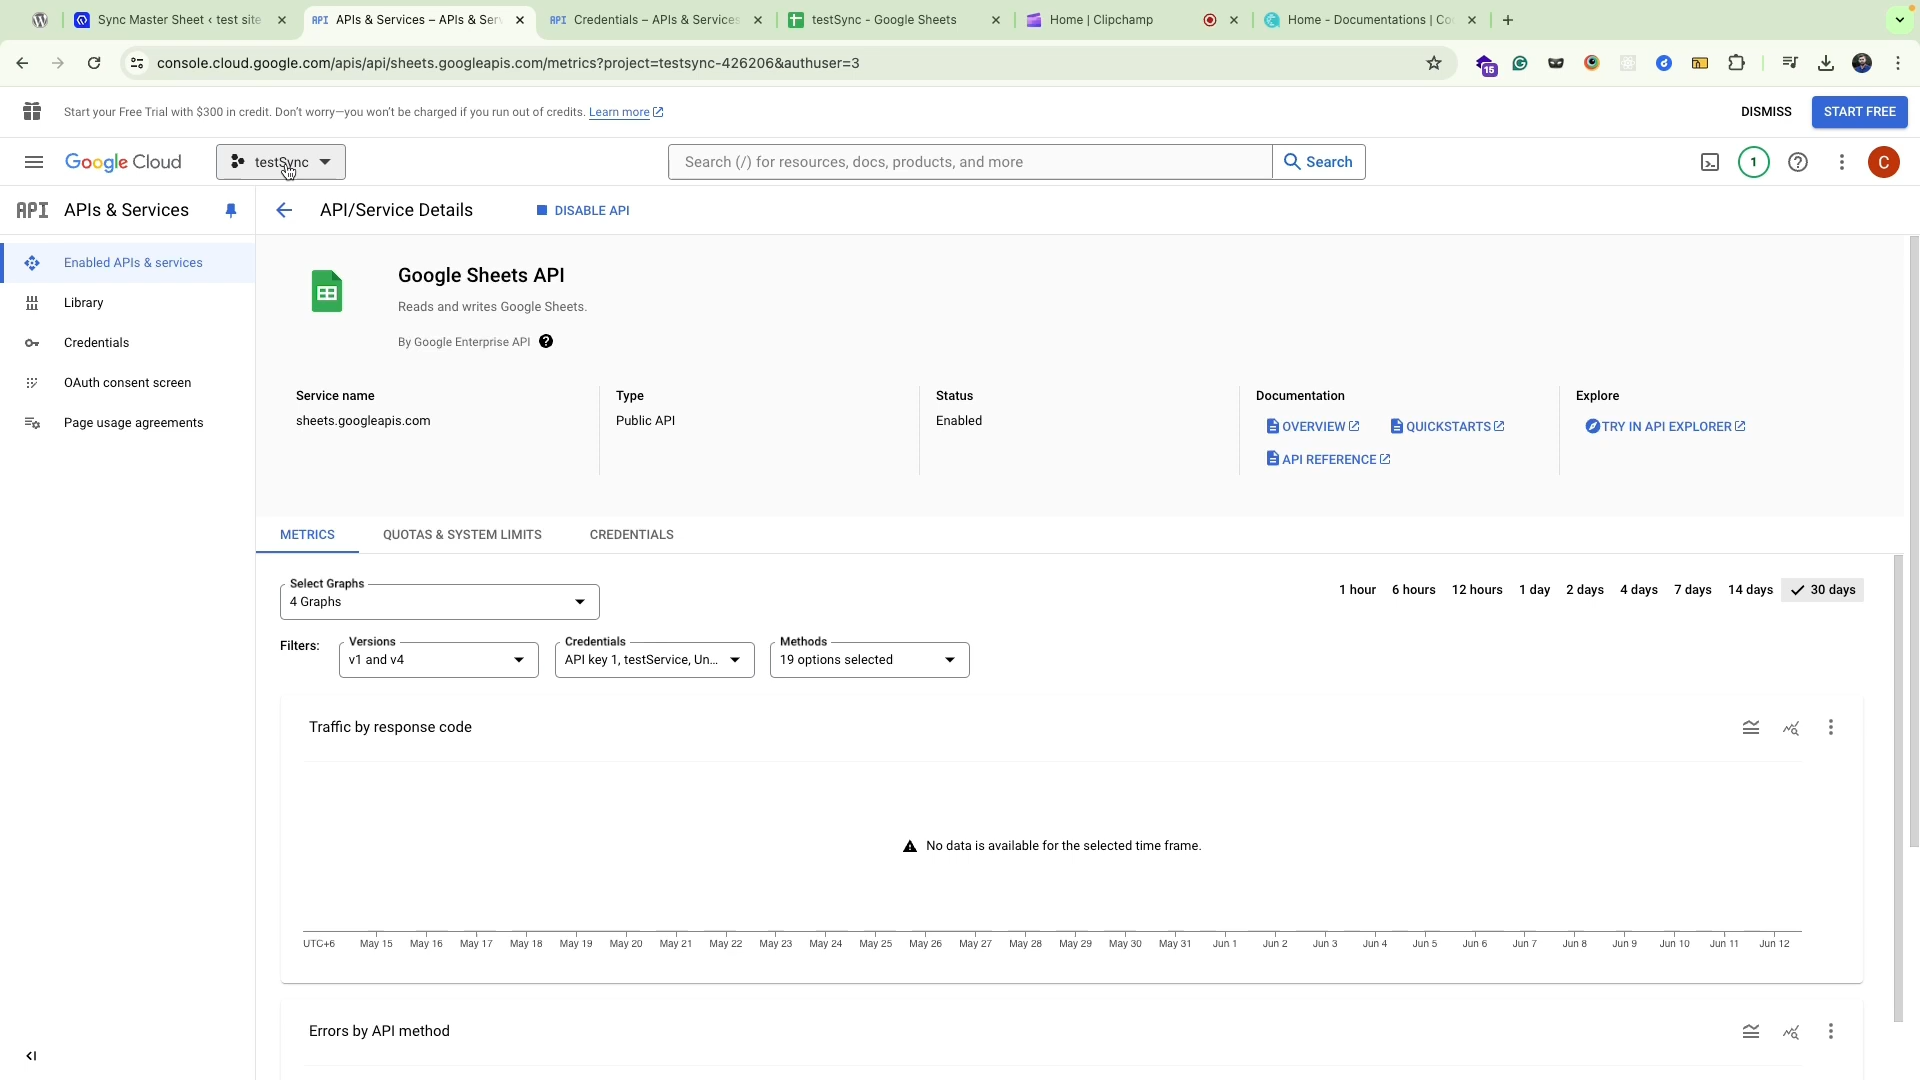 Sync Master Sheet ‹ test site
APIs & Services – APIs & Serv
Credentials – APIs & Services
testSync - Google Sheets
Home | Clipchamp
Home - Documentations | Co
console.cloud.google.com/apis/api/sheets.googleapis.com/metrics?project=testsync-426206&authuser=3
15
Start your Free Trial with $300 in credit. Don't worry—you won't be charged if you run out of credits. Learn more
DISMISS
START FREE
Google Cloud
testSync
Search (/) for resources, docs, products, and more
Search
1
C
API APIs & Services
API/Service Details
DISABLE API
Enabled APIs & services
Library
Credentials
OAuth consent screen
Page usage agreements
Google Sheets API
Reads and writes Google Sheets.
By Google Enterprise API
Service name
sheets.googleapis.com
Type
Public API
Status
Enabled
Documentation
OVERVIEW
QUICKSTARTS
API REFERENCE
Explore
TRY IN API EXPLORER
METRICS
QUOTAS & SYSTEM LIMITS
CREDENTIALS
Select Graphs
4 Graphs
1 hour
6 hours
12 hours
1 day
2 days
4 days
7 days
14 days
30 days
Filters:
Versions
v1 and v4
Credentials
API key 1, testService, Un...
Methods
19 options selected
Traffic by response code
No data is available for the selected time frame.
UTC+6 May 15 May 16 May 17 May 18 May 19 May 20 May 21 May 22 May 23 May 24 May 25 May 26 May 27 May 28 May 29 May 30 May 31 Jun 1 Jun 2 Jun 3 Jun 4 Jun 5 Jun 6 Jun 7 Jun 8 Jun 9 Jun 10 Jun 11 Jun 12
Errors by API method